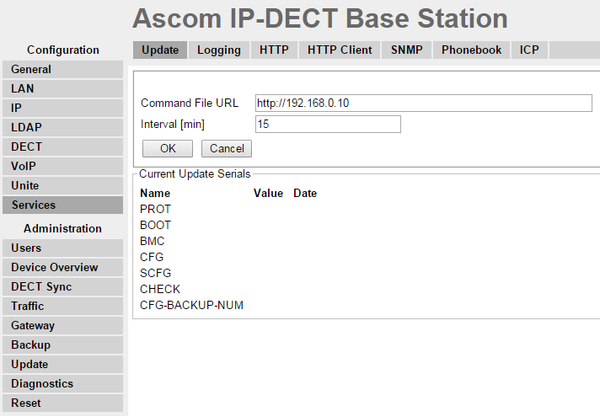 Ascom IP-DECT Base Station
Configuration
General
LAN
IP
LDAP
DECT
VoIP
Unite
Services
Administration
Users
Device Overview
DECT Sync
Traffic
Gateway
Backup
Update
Diagnostics
Reset
Update Logging HTTP HTTP Client SNMP Phonebook ICP
Command File URL http://192.168.0.10
Interval [min] 15
OK Cancel
Current Update Serials
Name Value Date
PROT
BOOT
BMC
CFG
SCFG
CHECK
CFG-BACKUP-NUM